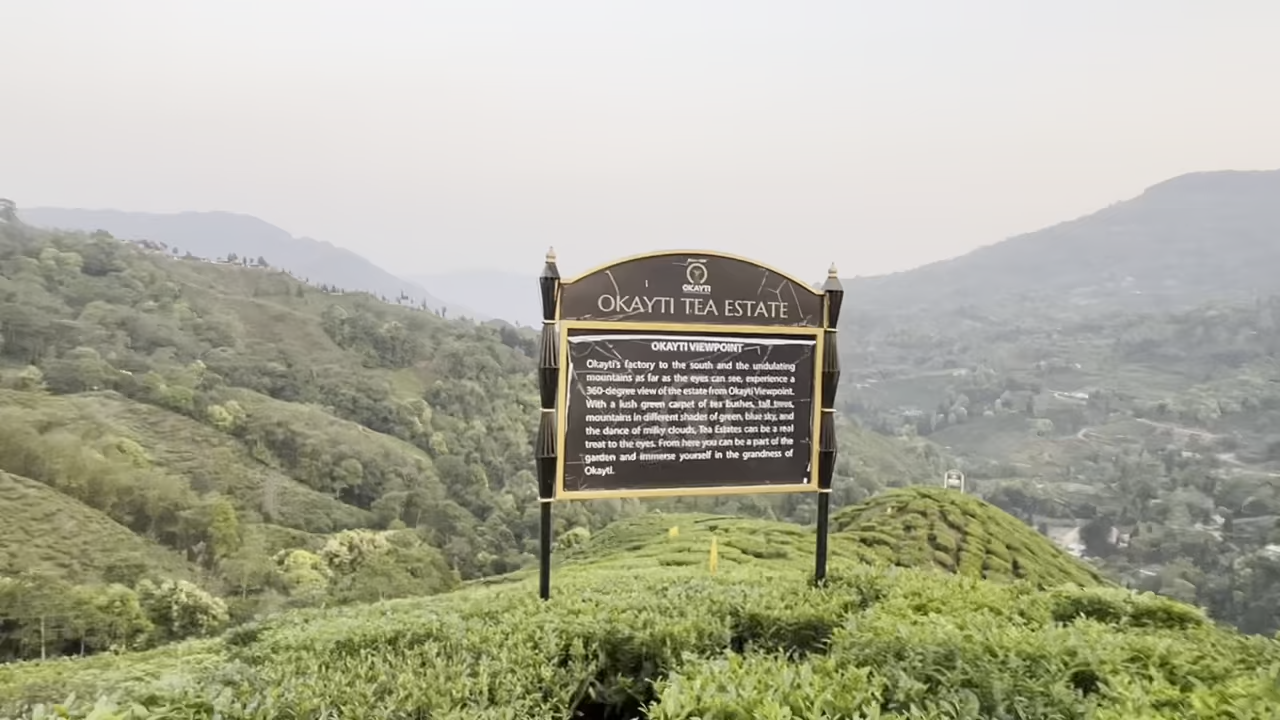 OKAYTI
OKAYTI TEA ESTATE
OKAYTI VIEWPOINT
Okayti's factory to the south and the undulating
mountains as far as the eyes can see, experience a
360-degree view of the estate from Okayti Viewpoint.
With a lush green carpet of tea bushes, tall trees,
mountains in different shades of green, blue sky, and
the dance of milky clouds, Tea Estates can be a real
treat to the eyes. From here you can be a part of the
garden and immerse yourself in the grandness of
Okayti.